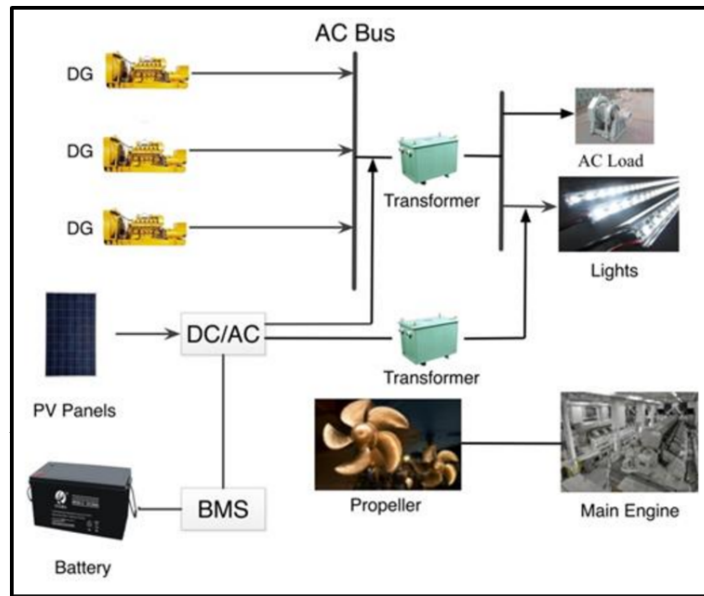 AC Bus
DG
DG
DG
Transformer
AC Load
Lights
DC/AC
Transformer
PV Panels
BMS
Battery
Propeller
Main Engine